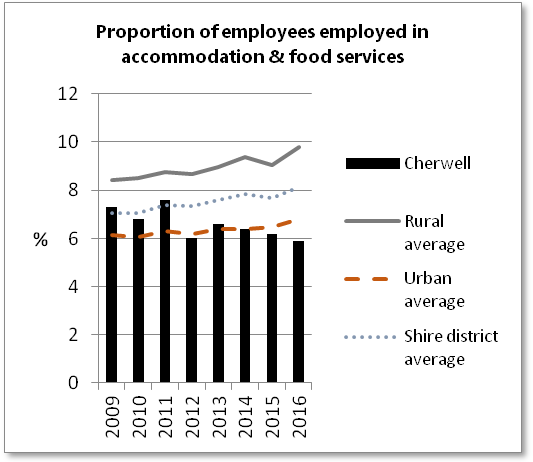 Proportion of employees employed in
accommodation & food services
12
10
8
6
4
2
0
%
2009
2010
2011
2012
2013
2014
2015
2016
Cherwell
Rural
average
Urban
average
Shire district
average